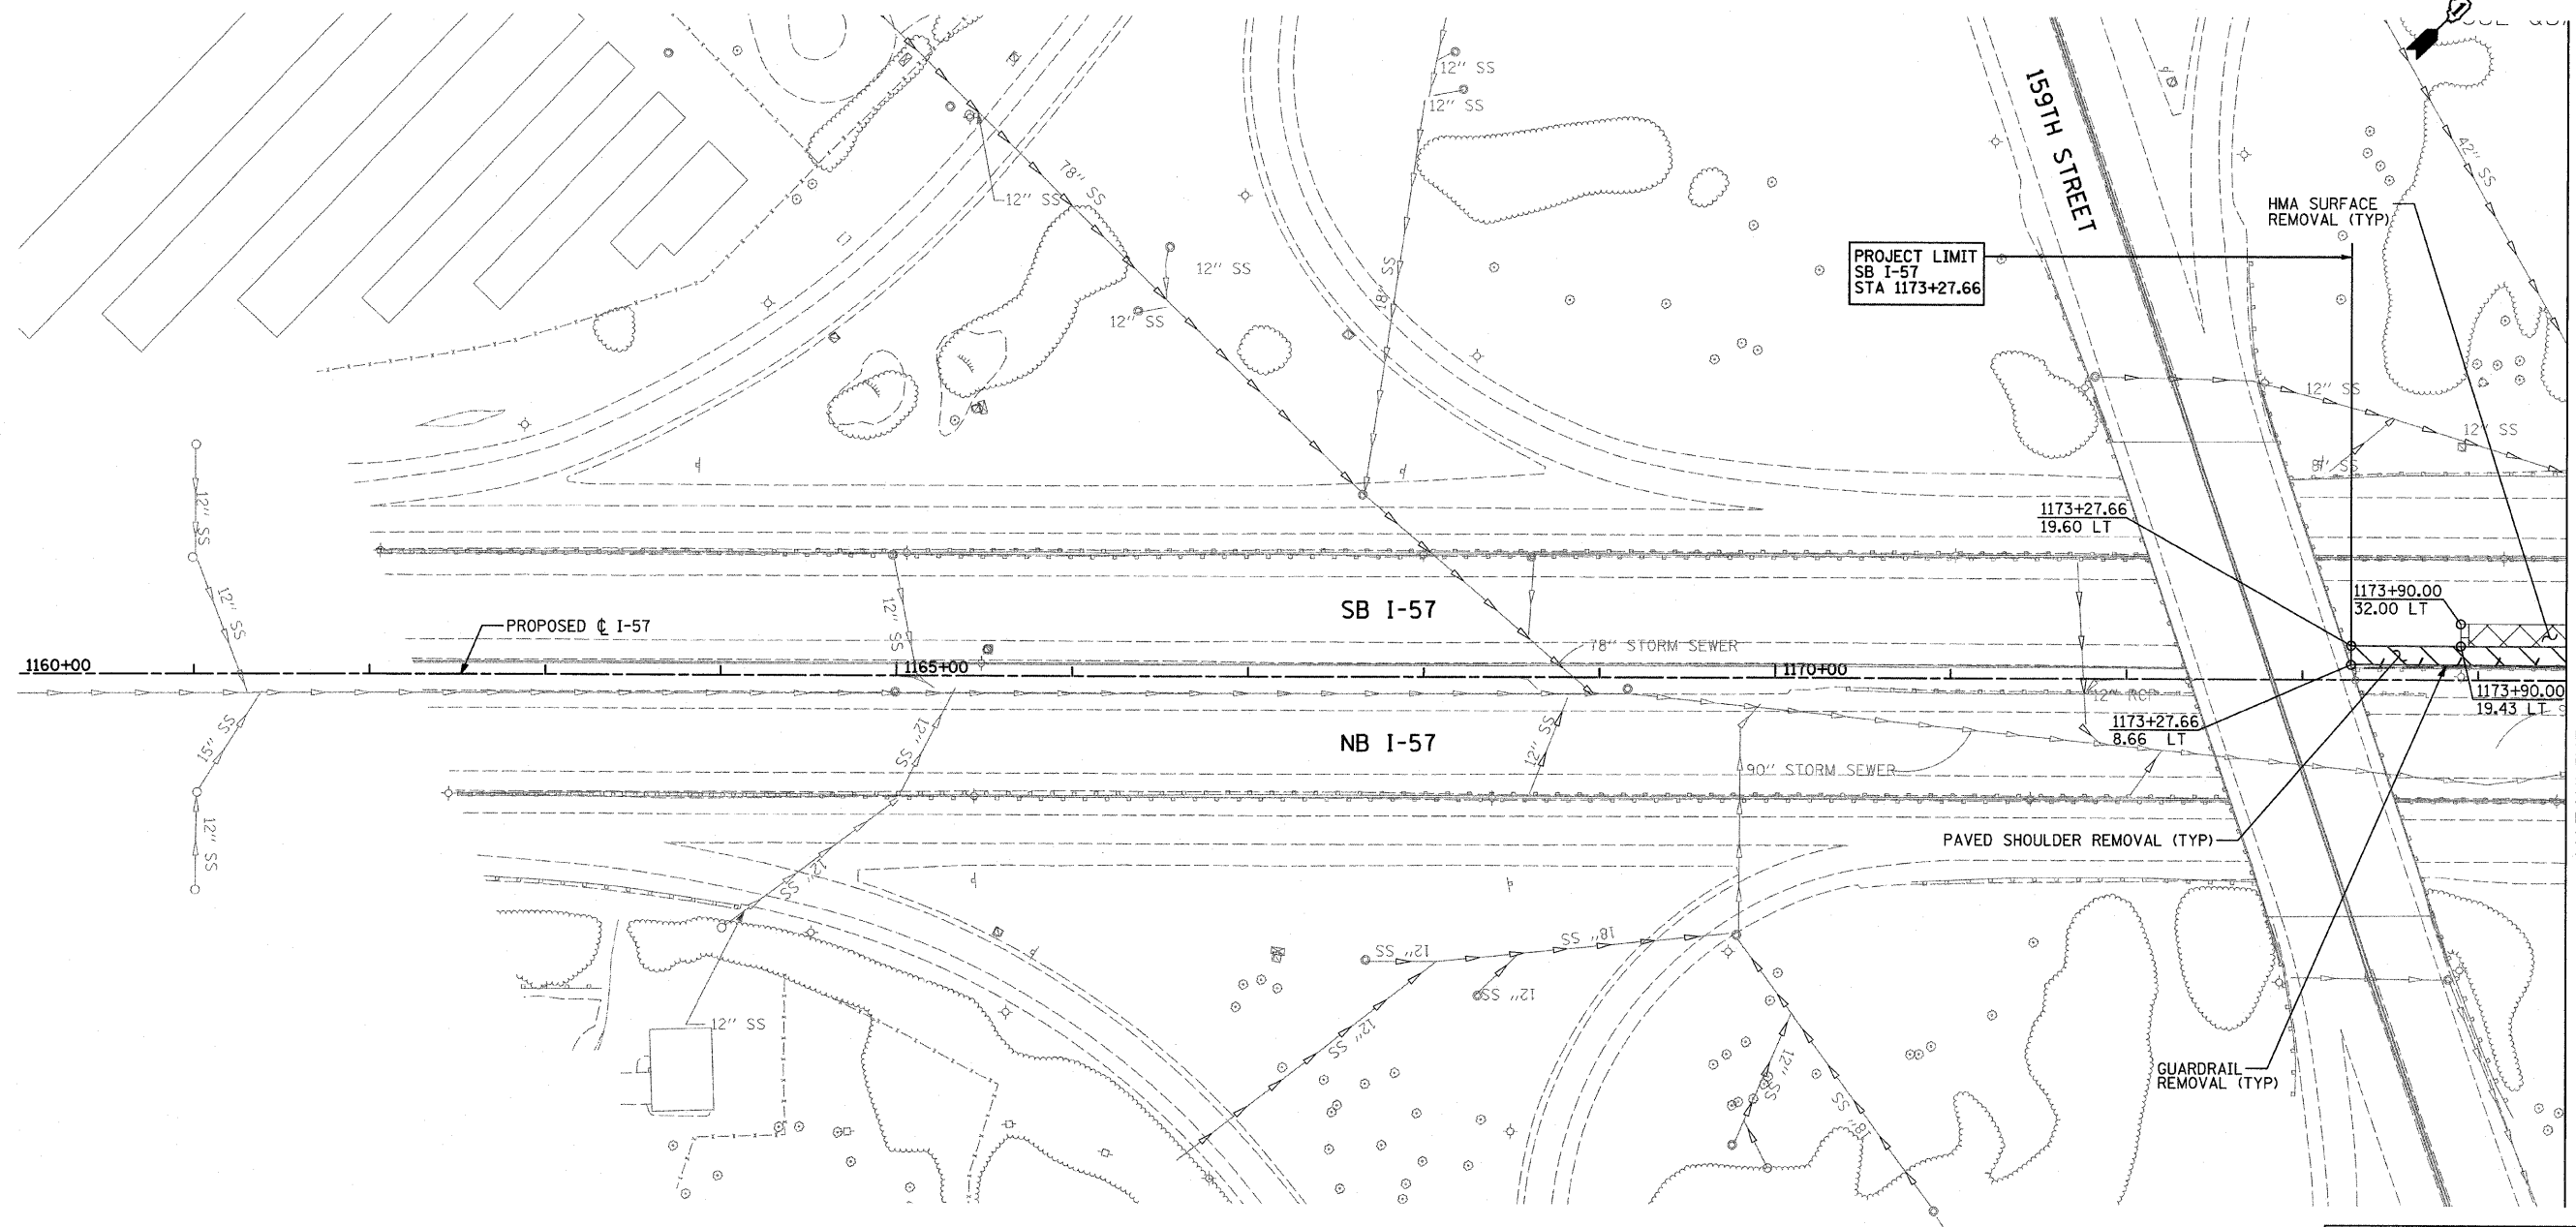 12" SS
12" SS
159TH STREET
78" SS
42" SS
12" SS
HMA SURFACE
REMOVAL (TYP)
PROJECT LIMIT
SB I-57
STA 1173+27.66
12" SS
12" SS
12" SS
12" SS
8" SS
12" SS
1173+27.66
19.60 LT
12" SS
12" SS
1173+90.00
32.00 LT
SB I-57
12" SS
PROPOSED ℄ I-57
78" STORM SEWER
1160+00
1165+00
1170+00
12" RCP
1173+90.00
19.43 LT
1173+27.66
8.66 LT
15" SS
12" SS
12" SS
NB I-57
90" STORM SEWER
12" SS
PAVED SHOULDER REMOVAL (TYP)
12" SS
12" SS
18" SS
12" SS
12" SS
12" SS
12" SS
18" SS
GUARDRAIL
REMOVAL (TYP)